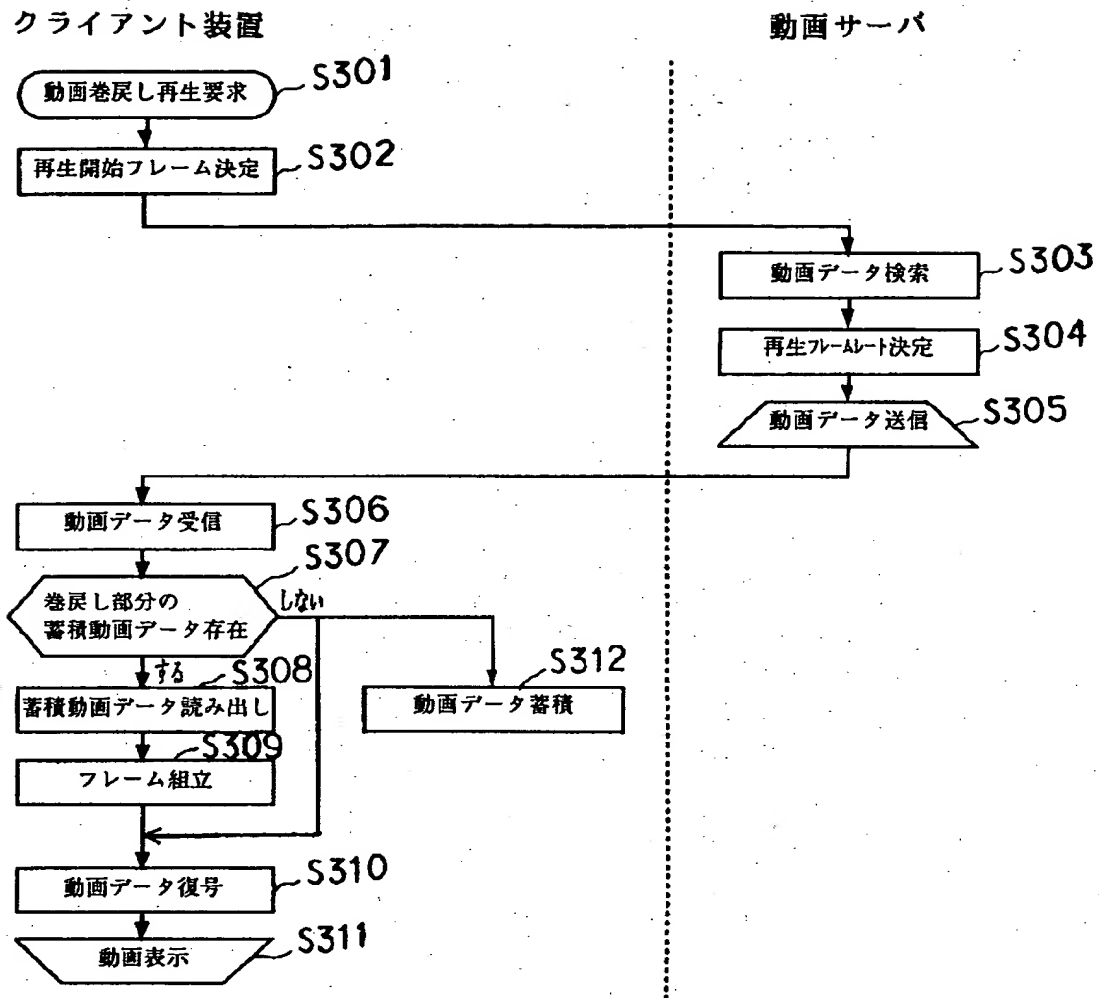 クライアント装置
動画サーバ
動画巻戻し再生要求
S301
再生開始フレーム決定
S302
動画データ検索
S303
再生フレームレート決定
S304
動画データ送信
S305
動画データ受信
S306
巻戻し部分の
蓄積動画データ存在
S307
しない
する
蓄積動画データ読み出し
S308
動画データ蓄積
S312
フレーム組立
S309
動画データ復号
S310
動画表示
S311